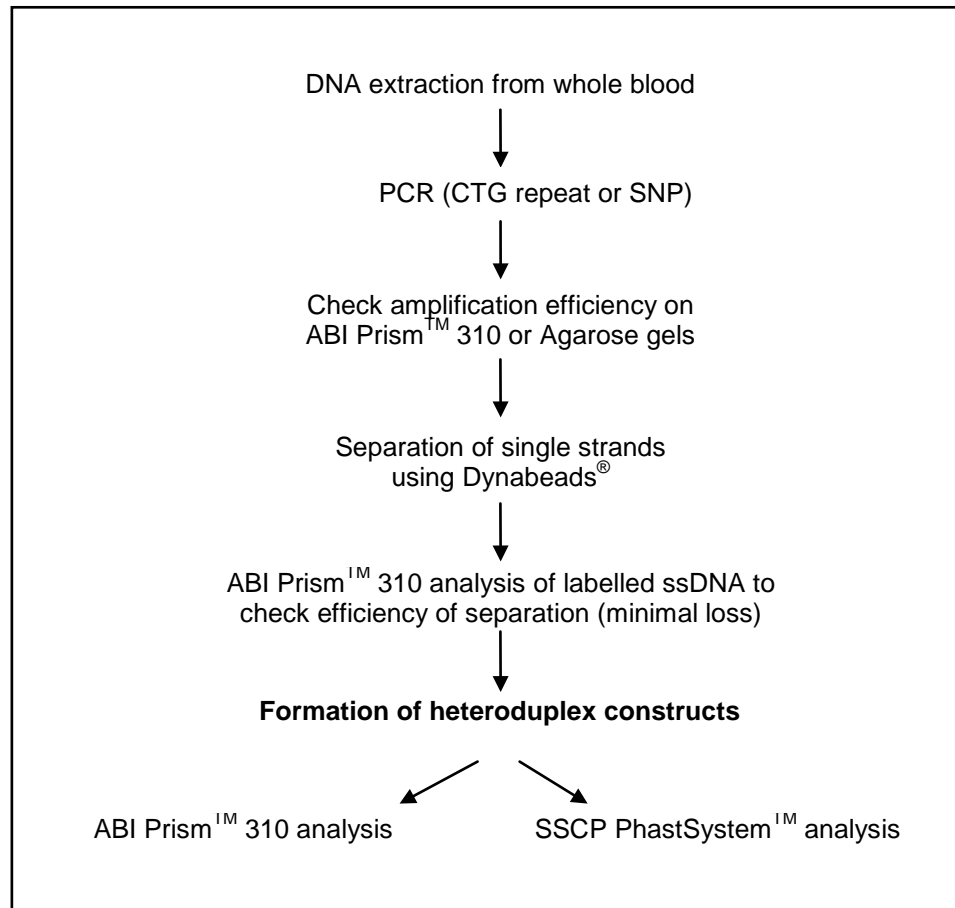 DNA extraction from whole blood
PCR (CTG repeat or SNP)
Check amplification efficiency on
ABI Prism™ 310 or Agarose gels
Separation of single strands
using Dynabeads®
ABI Prism™ 310 analysis of labelled ssDNA to
check efficiency of separation (minimal loss)
Formation of heteroduplex constructs
ABI Prism™ 310 analysis
SSCP PhastSystem™ analysis